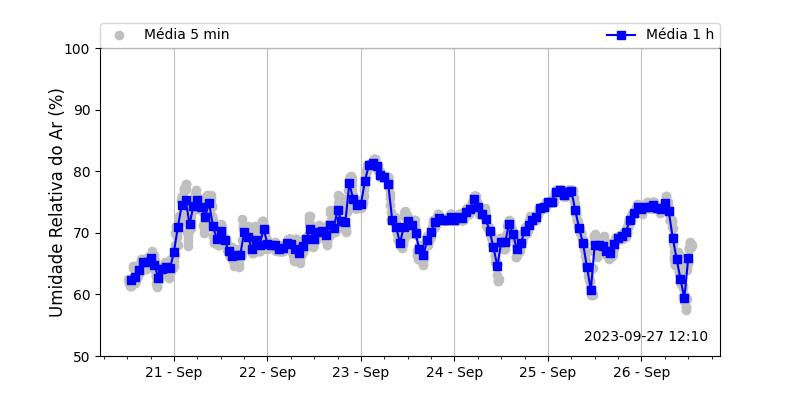 Média 5 min
Média 1 h
Umidade Relativa do Ar (%)
100
90
80
70
60
50
2023-09-27 12:10
21 - Sep
22 - Sep
23 - Sep
24 - Sep
25 - Sep
26 - Sep